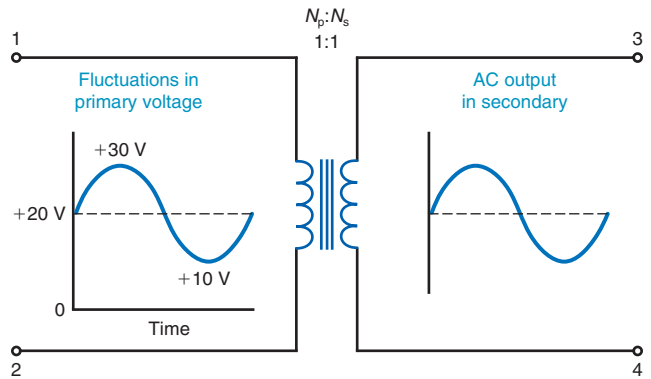 Np:Ns
1:1
1
3
Fluctuations in
primary voltage
AC output
in secondary
+30 V
+20 V
+10 V
0
Time
2
4